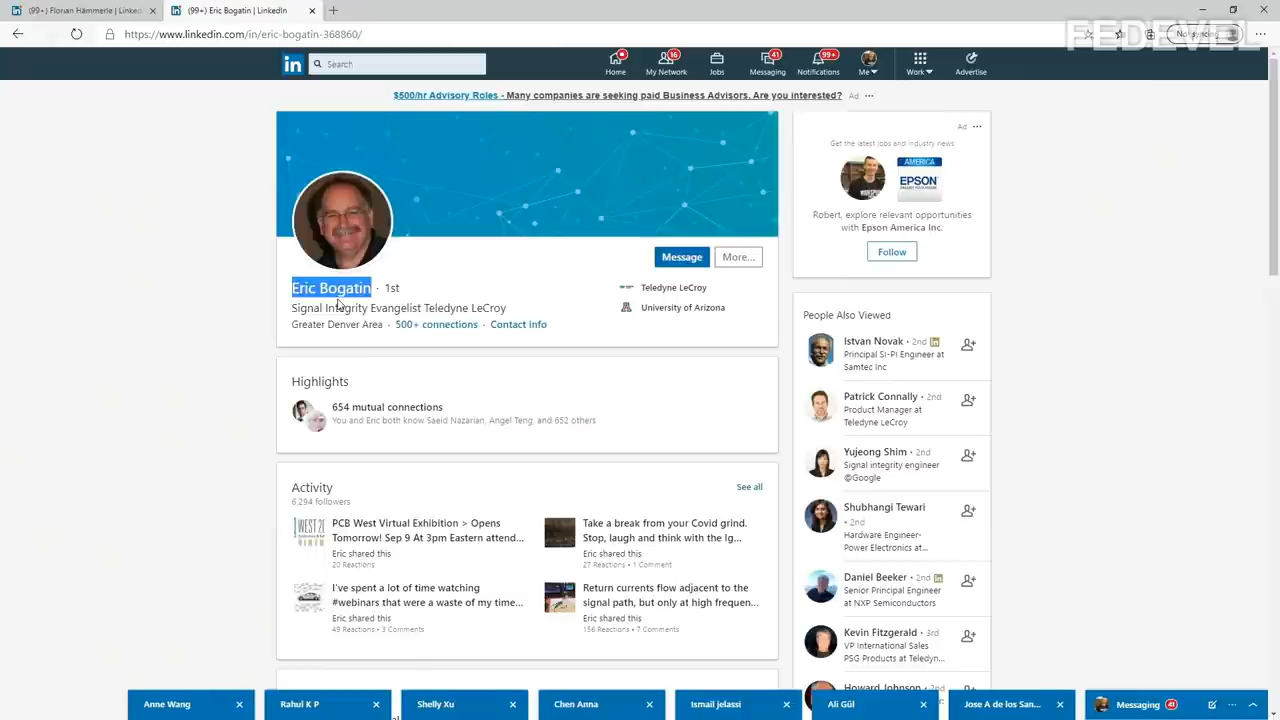 (99+) Florian Hämmerle | Linked
(99+) Eric Bogatin | LinkedIn
https://www.linkedin.com/in/eric-bogatin-368860/
Not syncing
FEDEVEL
in
Search
Home
16
My Network
Jobs
41
Messaging
99+
Notifications
Me
Work
Advertise
$500/hr Advisory Roles - Many companies are seeking paid Business Advisors. Are you interested? Ad
Message
More...
Eric Bogatin · 1st
Signal Integrity Evangelist Teledyne LeCroy
Greater Denver Area · 500+ connections · Contact info
Teledyne LeCroy
University of Arizona
Highlights
654 mutual connections
You and Eric both know Saeid Nazarian, Angel Teng, and 652 others
Activity
6,294 followers
See all
PCB West Virtual Exhibition > Opens
Tomorrow! Sep 9 At 3pm Eastern attend...
Eric shared this
20 Reactions
Take a break from your Covid grind.
Stop, laugh and think with the Ig...
Eric shared this
27 Reactions • 1 Comment
I've spent a lot of time watching
#webinars that were a waste of my time...
Eric shared this
49 Reactions • 3 Comments
Return currents flow adjacent to the
signal path, but only at high frequen...
Eric shared this
156 Reactions • 7 Comments
Ad
Get the latest jobs and industry news
AMERICA
EPSON
Robert, explore relevant opportunities
with Epson America Inc.
Follow
People Also Viewed
Istvan Novak • 2nd in
Principal SI-PI Engineer at
Samtec Inc
Patrick Connally • 2nd
Product Manager at
Teledyne LeCroy
Yujeong Shim • 2nd
Signal integrity engineer
@Google
Shubhangi Tewari
• 2nd
Hardware Engineer-
Power Electronics at...
Daniel Beeker • 2nd in
Senior Principal Engineer
at NXP Semiconductors
Kevin Fitzgerald • 3rd
VP International Sales
PSG Products at Teledyn...
Howard Johnson • 2nd
Anne Wang
Rahul K P
Shelly Xu
Chen Anna
Ismail jelassi
Ali Gül
Jose A de los San...
Messaging 41